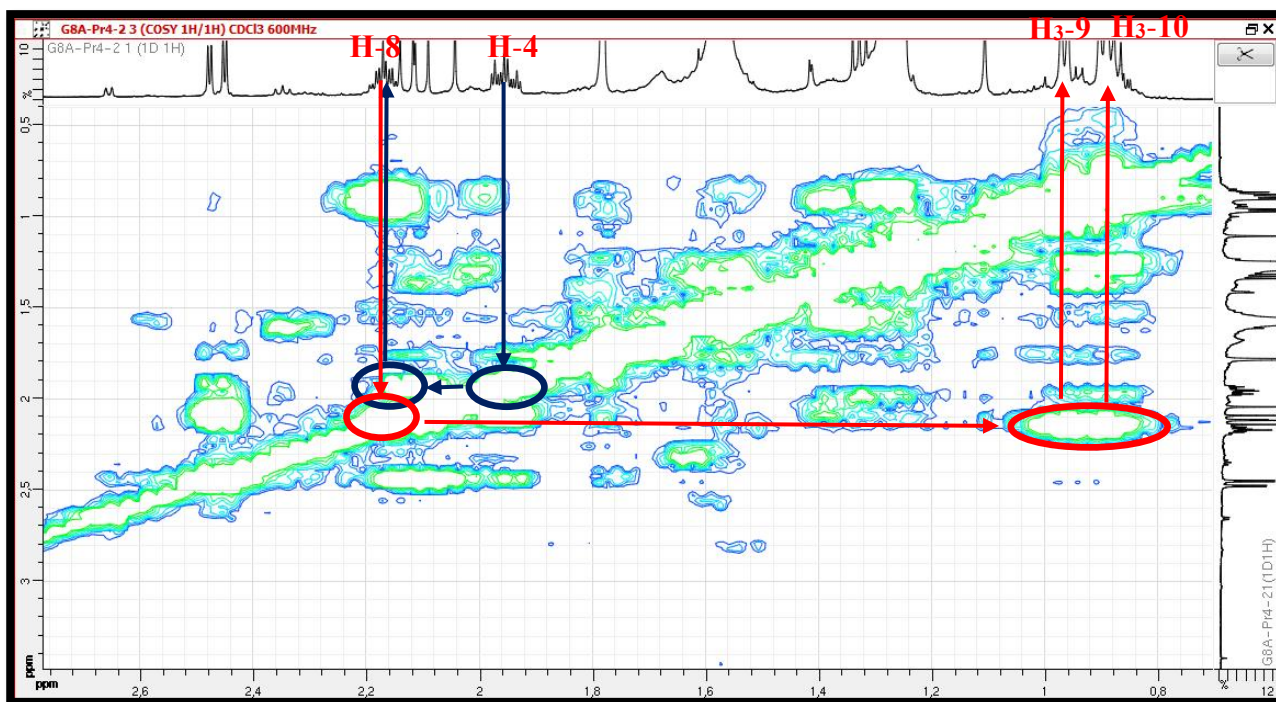 G8A-Pr4-2 3 (COSY 1H/1H) CDCl3 600MHz
G8A-Pr4-2 1 (1D 1H)
H-8
H-4
H3-9
H3-10
10
%
0,5
1
1,5
2
2,5
3
ppm
ppm
2,6
2,4
2,2
2
1,8
1,6
1,4
1,2
1
0,8
%
12
G8A-Pr4-21(1D1H)